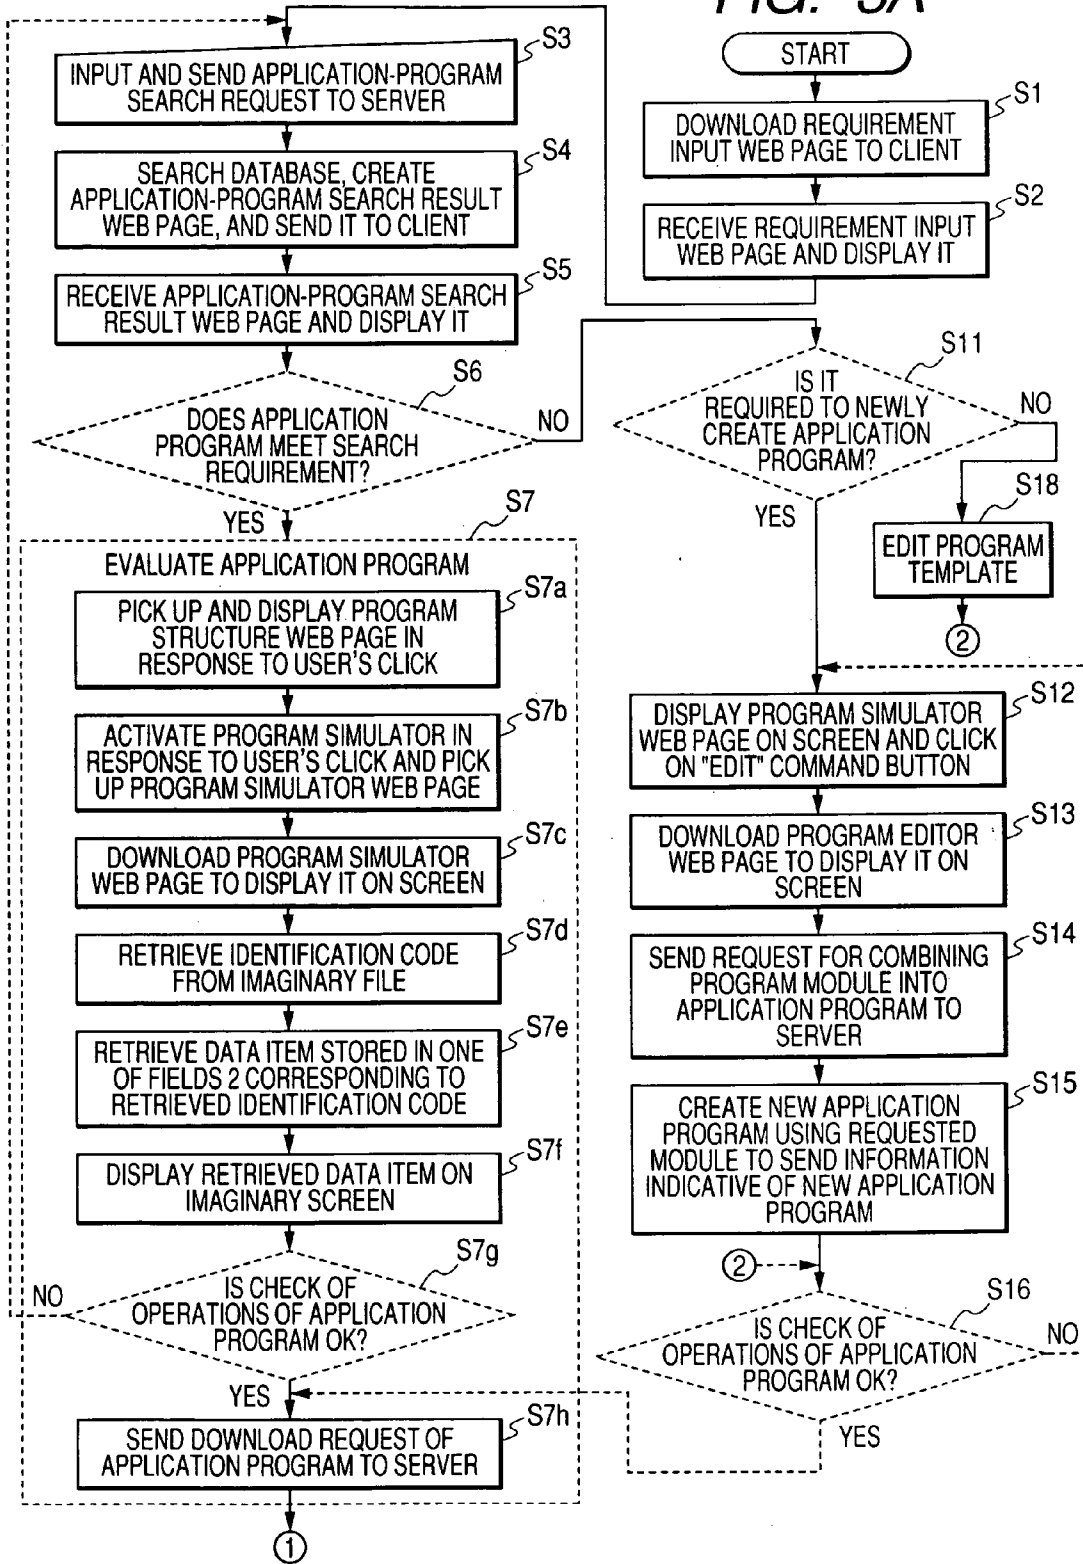 FIG. 5A
START
S1
DOWNLOAD REQUIREMENT
INPUT WEB PAGE TO CLIENT
S2
RECEIVE REQUIREMENT INPUT
WEB PAGE AND DISPLAY IT
S3
INPUT AND SEND APPLICATION-PROGRAM
SEARCH REQUEST TO SERVER
S4
SEARCH DATABASE, CREATE
APPLICATION-PROGRAM SEARCH RESULT
WEB PAGE, AND SEND IT TO CLIENT
S5
RECEIVE APPLICATION-PROGRAM SEARCH
RESULT WEB PAGE AND DISPLAY IT
S6
DOES APPLICATION
PROGRAM MEET SEARCH
REQUIREMENT?
NO
YES
S7
EVALUATE APPLICATION PROGRAM
S7a
PICK UP AND DISPLAY PROGRAM
STRUCTURE WEB PAGE IN
RESPONSE TO USER'S CLICK
S7b
ACTIVATE PROGRAM SIMULATOR IN
RESPONSE TO USER'S CLICK AND PICK
UP PROGRAM SIMULATOR WEB PAGE
S7c
DOWNLOAD PROGRAM SIMULATOR
WEB PAGE TO DISPLAY IT ON SCREEN
S7d
RETRIEVE IDENTIFICATION CODE
FROM IMAGINARY FILE
S7e
RETRIEVE DATA ITEM STORED IN ONE
OF FIELDS 2 CORRESPONDING TO
RETRIEVED IDENTIFICATION CODE
S7f
DISPLAY RETRIEVED DATA ITEM ON
IMAGINARY SCREEN
S7g
NO
IS CHECK OF
OPERATIONS OF APPLICATION
PROGRAM OK?
YES
S7h
SEND DOWNLOAD REQUEST OF
APPLICATION PROGRAM TO SERVER
1
S11
IS IT
REQUIRED TO NEWLY
CREATE APPLICATION
PROGRAM?
NO
YES
S18
EDIT PROGRAM
TEMPLATE
2
S12
DISPLAY PROGRAM SIMULATOR
WEB PAGE ON SCREEN AND CLICK
ON "EDIT" COMMAND BUTTON
S13
DOWNLOAD PROGRAM EDITOR
WEB PAGE TO DISPLAY IT ON
SCREEN
S14
SEND REQUEST FOR COMBINING
PROGRAM MODULE INTO
APPLICATION PROGRAM TO
SERVER
S15
CREATE NEW APPLICATION
PROGRAM USING REQUESTED
MODULE TO SEND INFORMATION
INDICATIVE OF NEW APPLICATION
PROGRAM
2
S16
IS CHECK OF
OPERATIONS OF APPLICATION
PROGRAM OK?
NO
YES